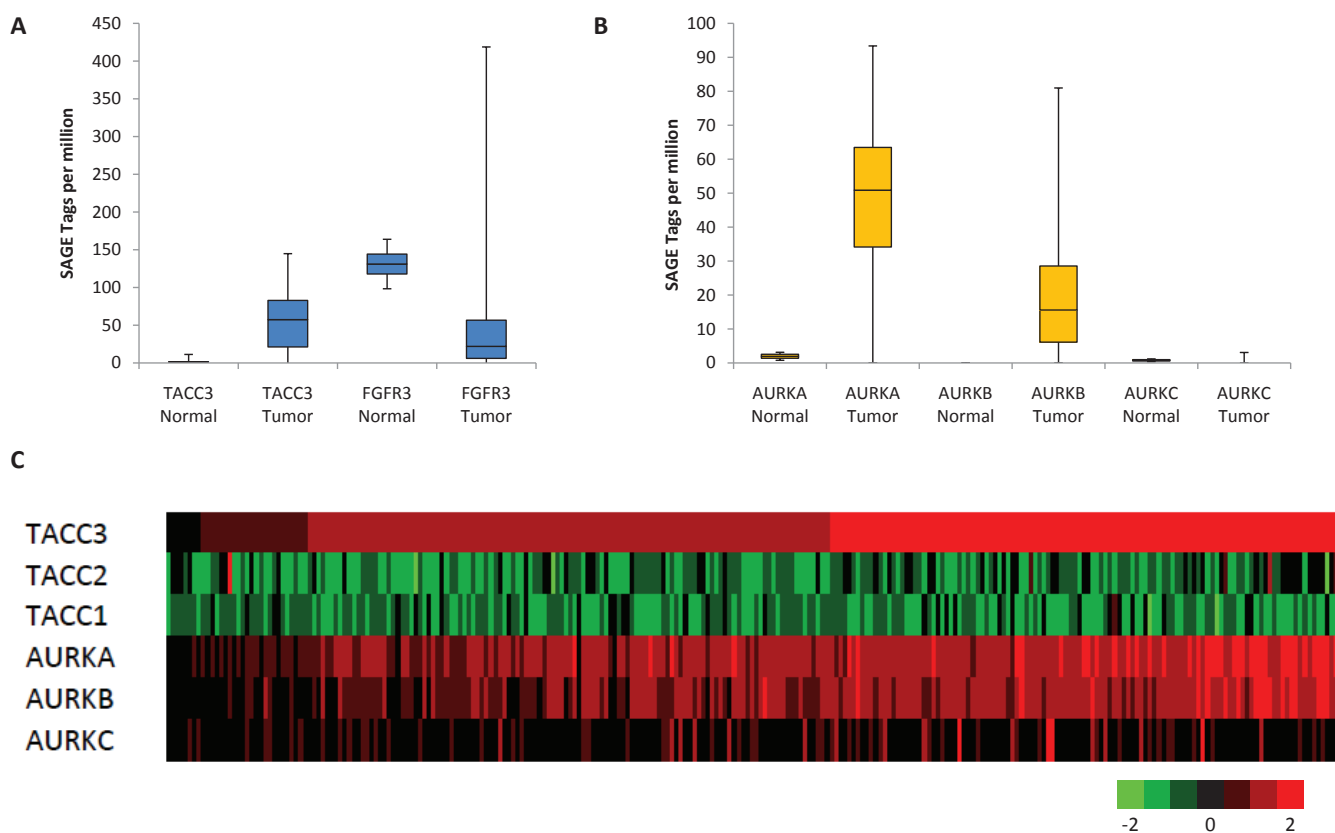 A
SAGE Tags per million
450
400
350
300
250
200
150
100
50
0
TACC3 Normal
TACC3 Tumor
FGFR3 Normal
FGFR3 Tumor
B
SAGE Tags per million
100
90
80
70
60
50
40
30
20
10
0
AURKA Normal
AURKA Tumor
AURKB Normal
AURKB Tumor
AURKC Normal
AURKC Tumor
C
TACC3
TACC2
TACC1
AURKA
AURKB
AURKC
-2 0 2